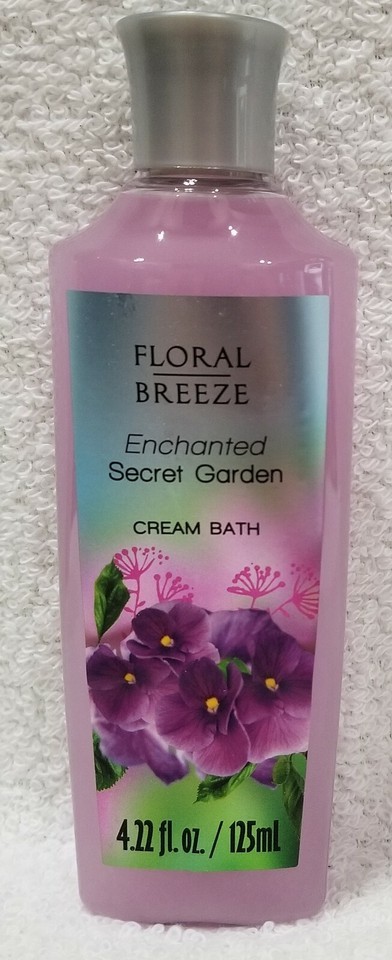 FLORAL
BREEZE
Enchanted
Secret Garden
CREAM BATH
4.22 fl. oz. / 125mL